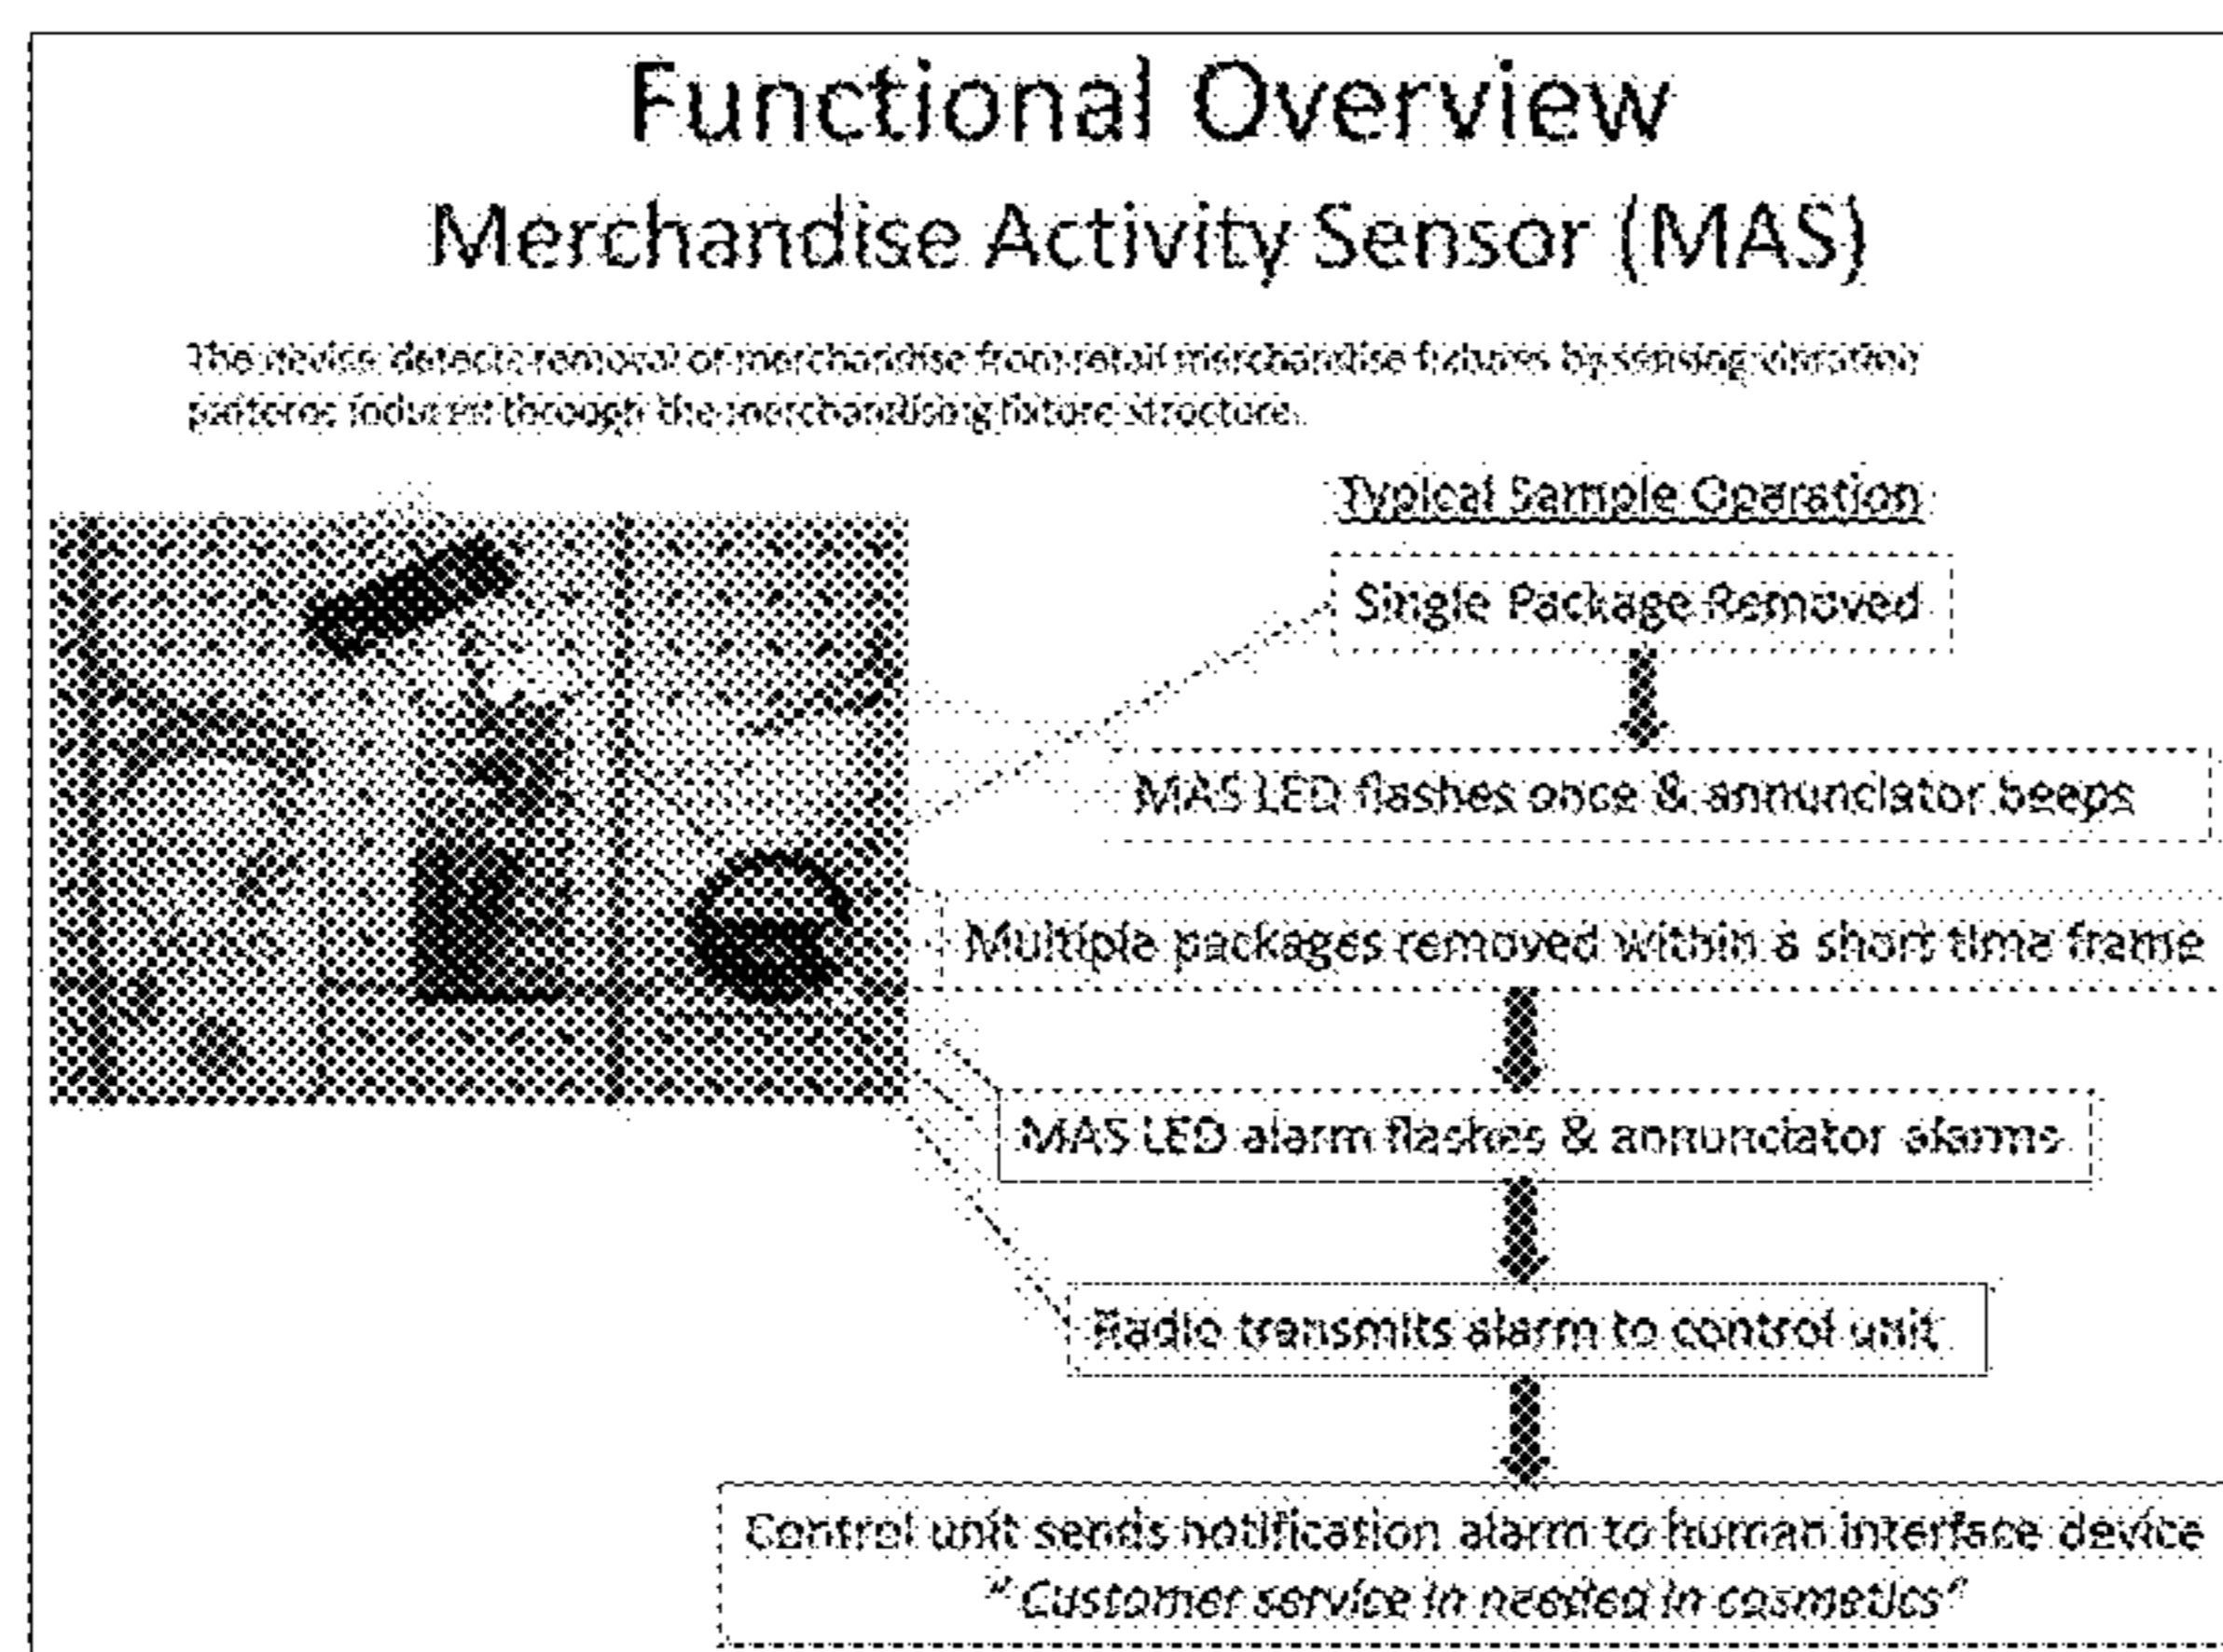 Functional Overview
Merchandise Activity Sensor (MAS)
The device detects removal of merchandise from retail merchandise fixtures by sensing vibration
patterns induced through the merchandising fixture structure.
Typical Sample Operation
Single Package Removed
MAS LED flashes once & annunciator beeps
Multiple packages removed within a short time frame
MAS LED alarm flashes & annunciator alarms
Radio transmits alarm to control unit
Control unit sends notification alarm to human interface device
" Customer service in needed in cosmetics"